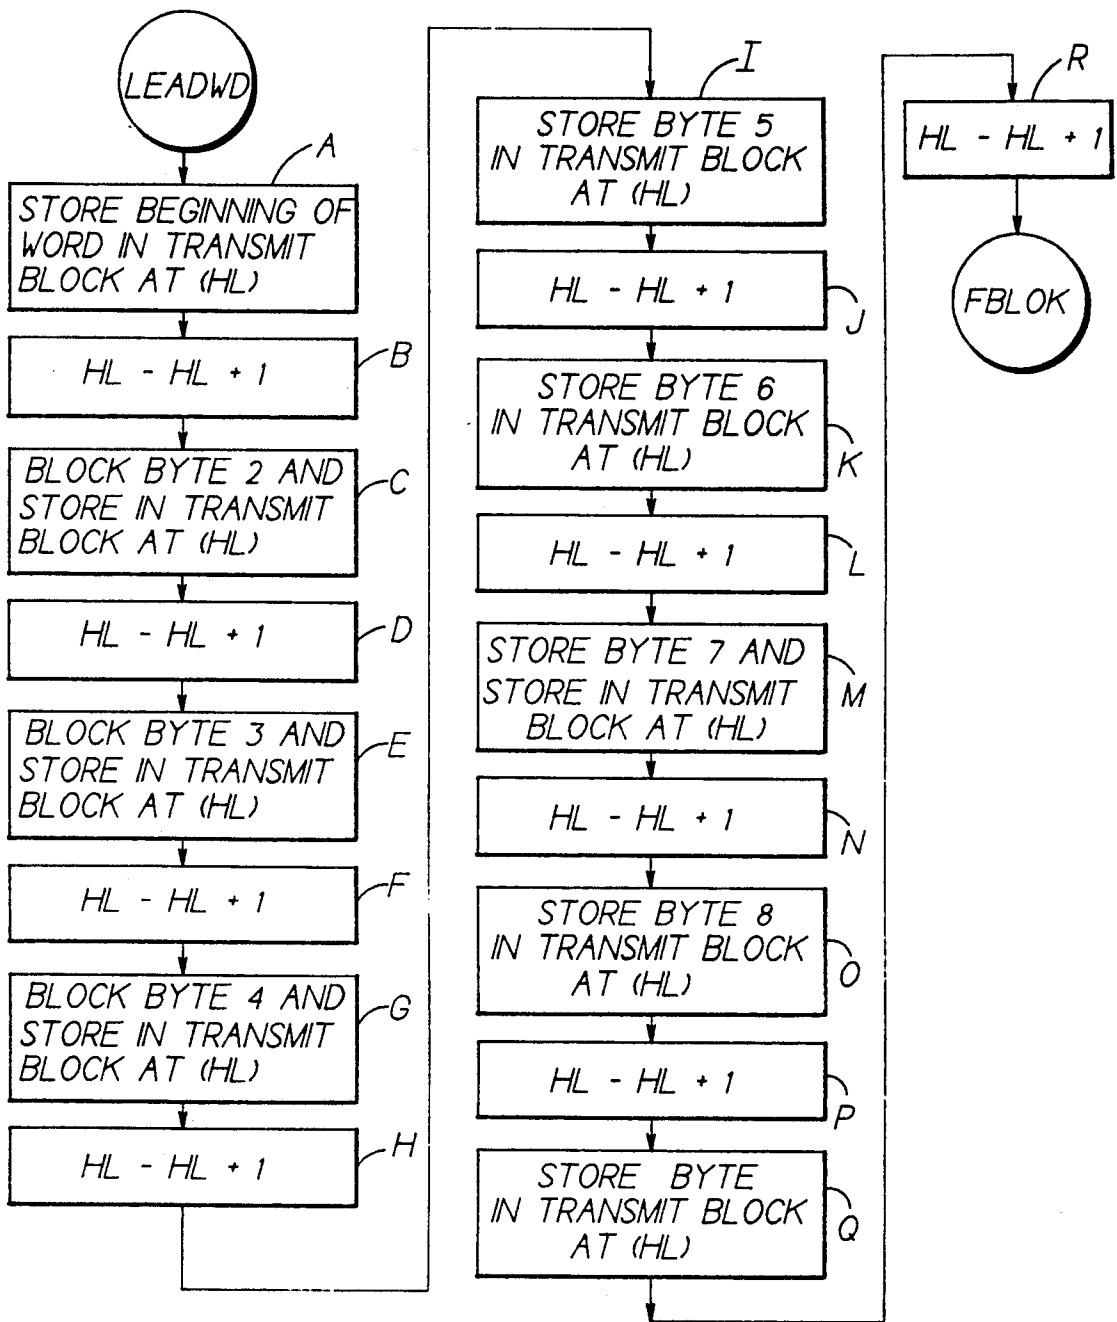 LEADWD
A
STORE BEGINNING OF
WORD IN TRANSMIT
BLOCK AT (HL)
HL - HL + 1
B
BLOCK BYTE 2 AND
STORE IN TRANSMIT
BLOCK AT (HL)
C
HL - HL + 1
D
BLOCK BYTE 3 AND
STORE IN TRANSMIT
BLOCK AT (HL)
E
HL - HL + 1
F
BLOCK BYTE 4 AND
STORE IN TRANSMIT
BLOCK AT (HL)
G
HL - HL + 1
H
I
STORE BYTE 5
IN TRANSMIT BLOCK
AT (HL)
HL - HL + 1
J
STORE BYTE 6
IN TRANSMIT BLOCK
AT (HL)
K
HL - HL + 1
L
STORE BYTE 7 AND
STORE IN TRANSMIT
BLOCK AT (HL)
M
HL - HL + 1
N
STORE BYTE 8
IN TRANSMIT BLOCK
AT (HL)
O
HL - HL + 1
P
STORE BYTE
IN TRANSMIT BLOCK
AT (HL)
Q
R
HL - HL + 1
FBLOK